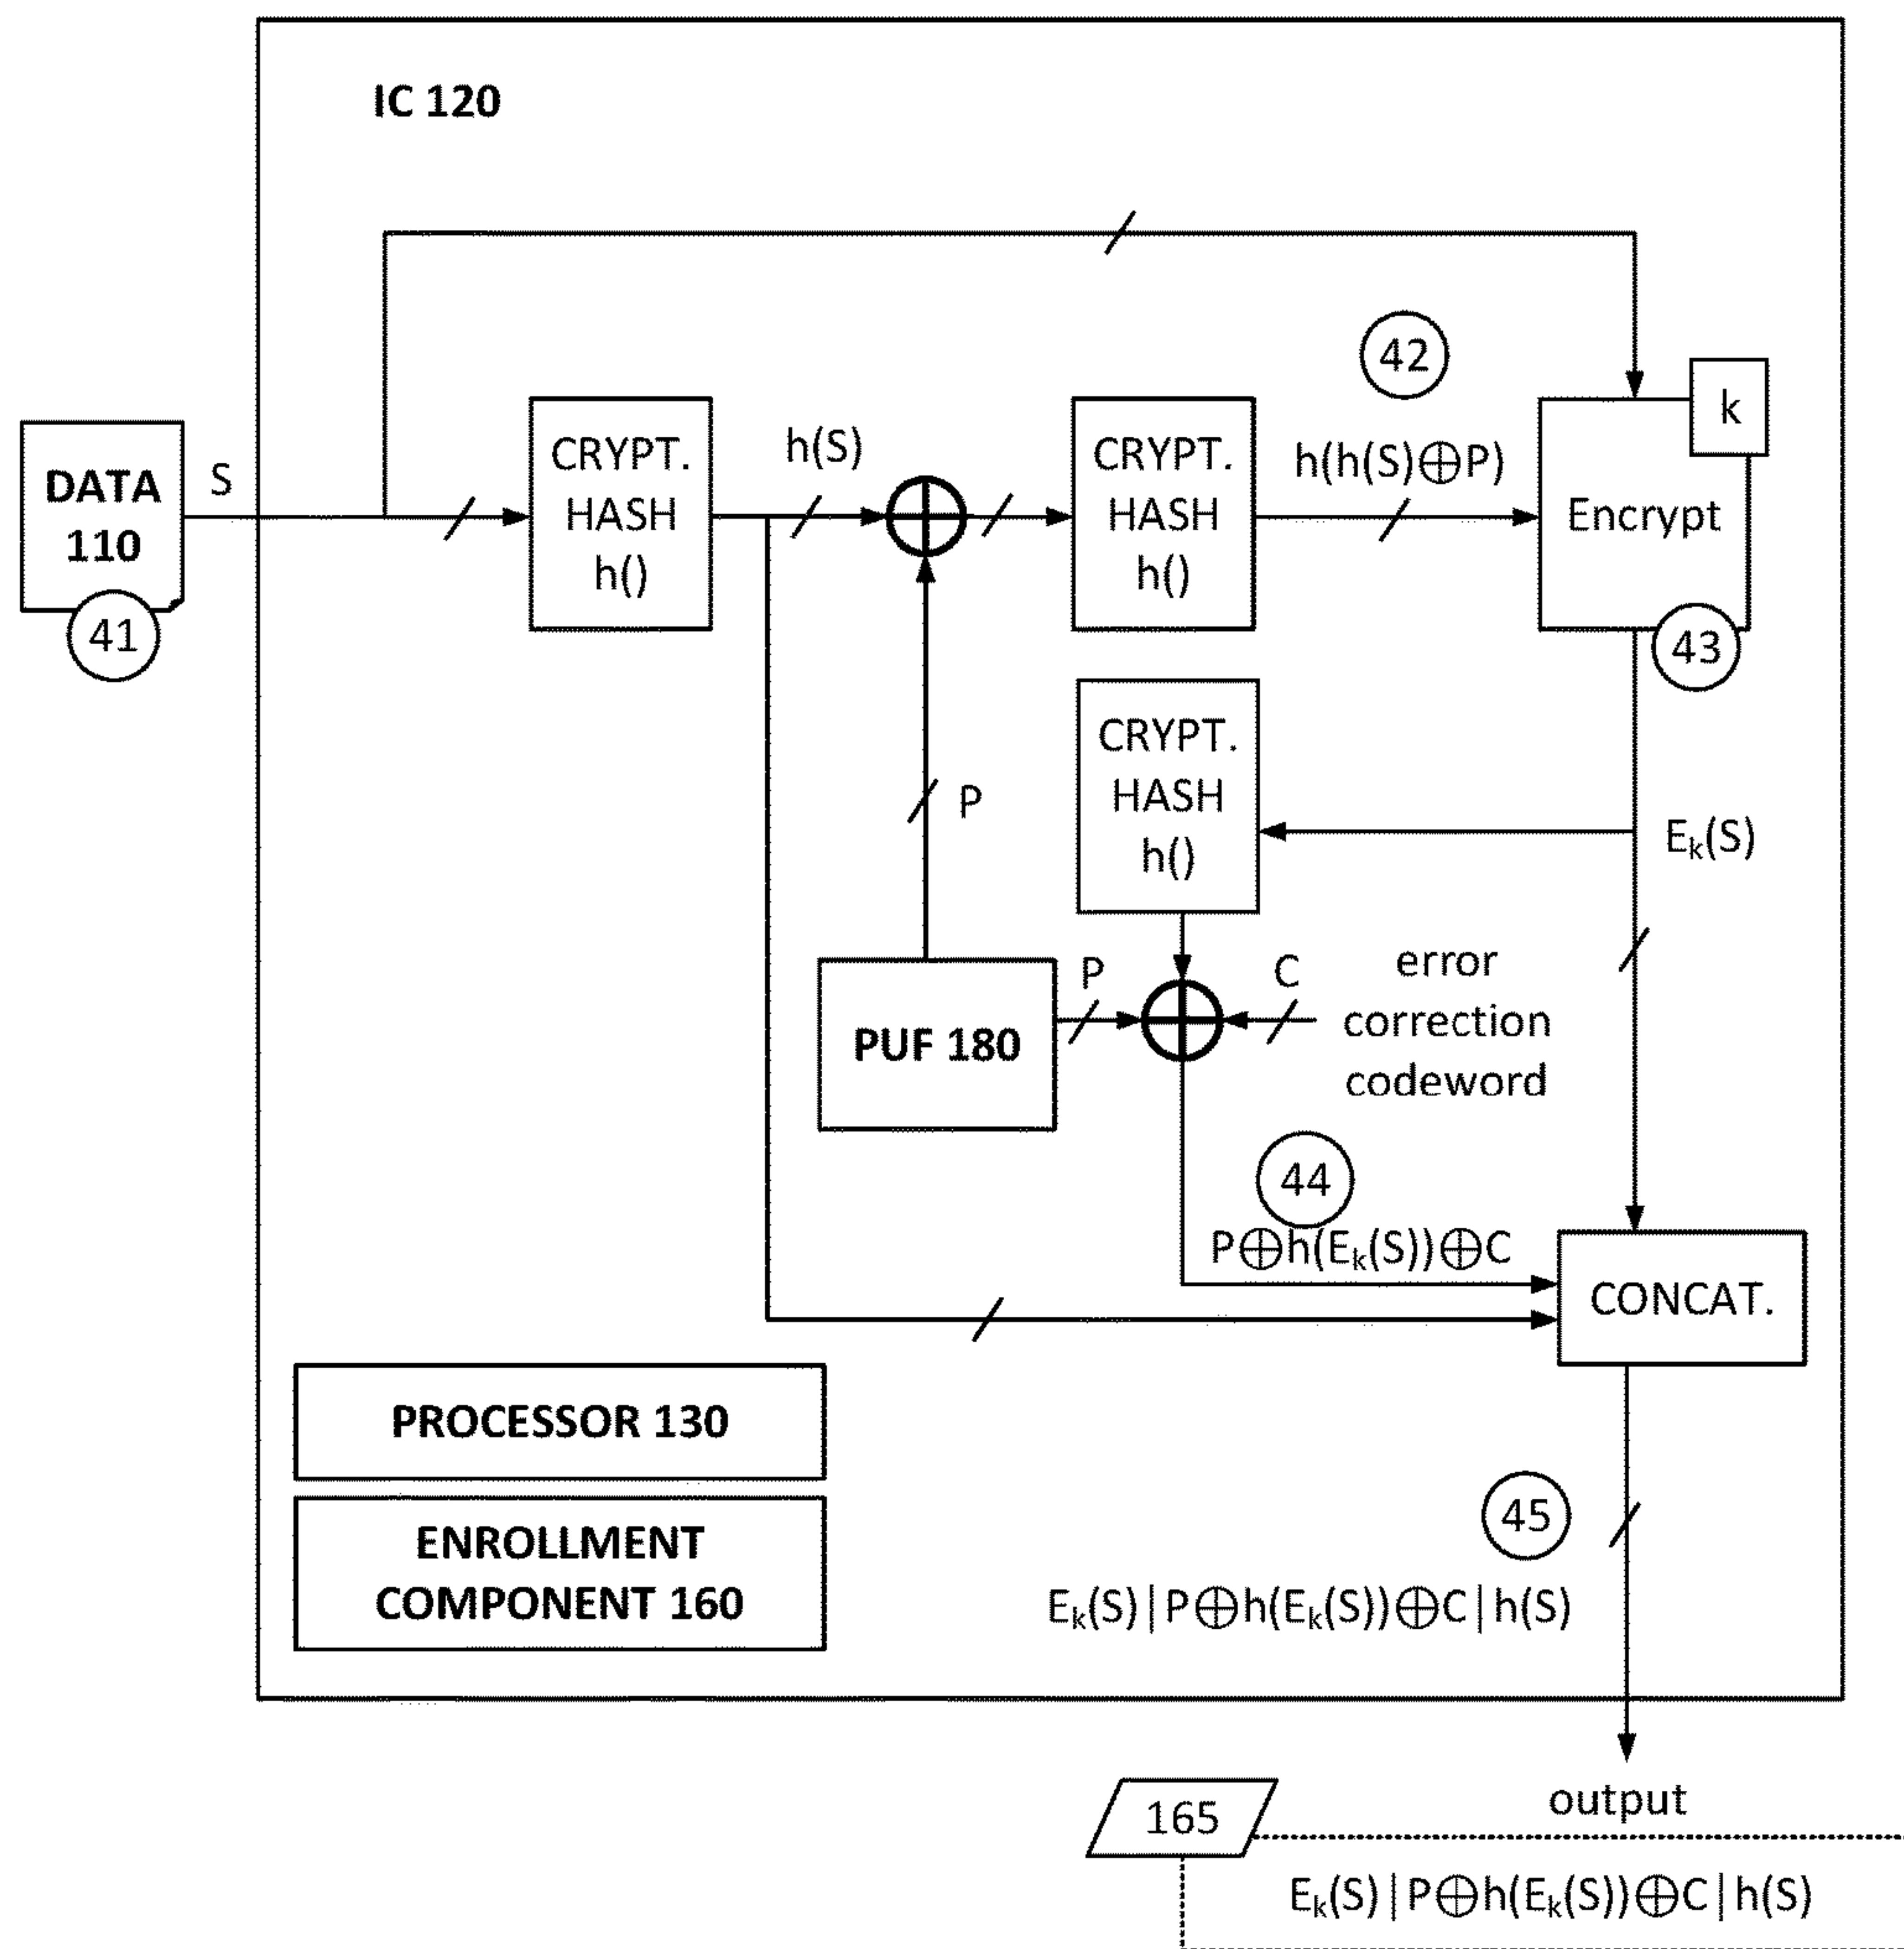 IC 120
42
k
DATA
110
S
CRYPT.
HASH
h()
h(S)
CRYPT.
HASH
h()
h(h(S)⊕P)
Encrypt
41
43
P
CRYPT.
HASH
h()
Eₖ(S)
PUF 180
P
C
error
correction
codeword
44
P⊕h(Eₖ(S))⊕C
CONCAT.
PROCESSOR 130
ENROLLMENT
COMPONENT 160
45
Eₖ(S)|P⊕h(Eₖ(S))⊕C|h(S)
output
165
Eₖ(S)|P⊕h(Eₖ(S))⊕C|h(S)